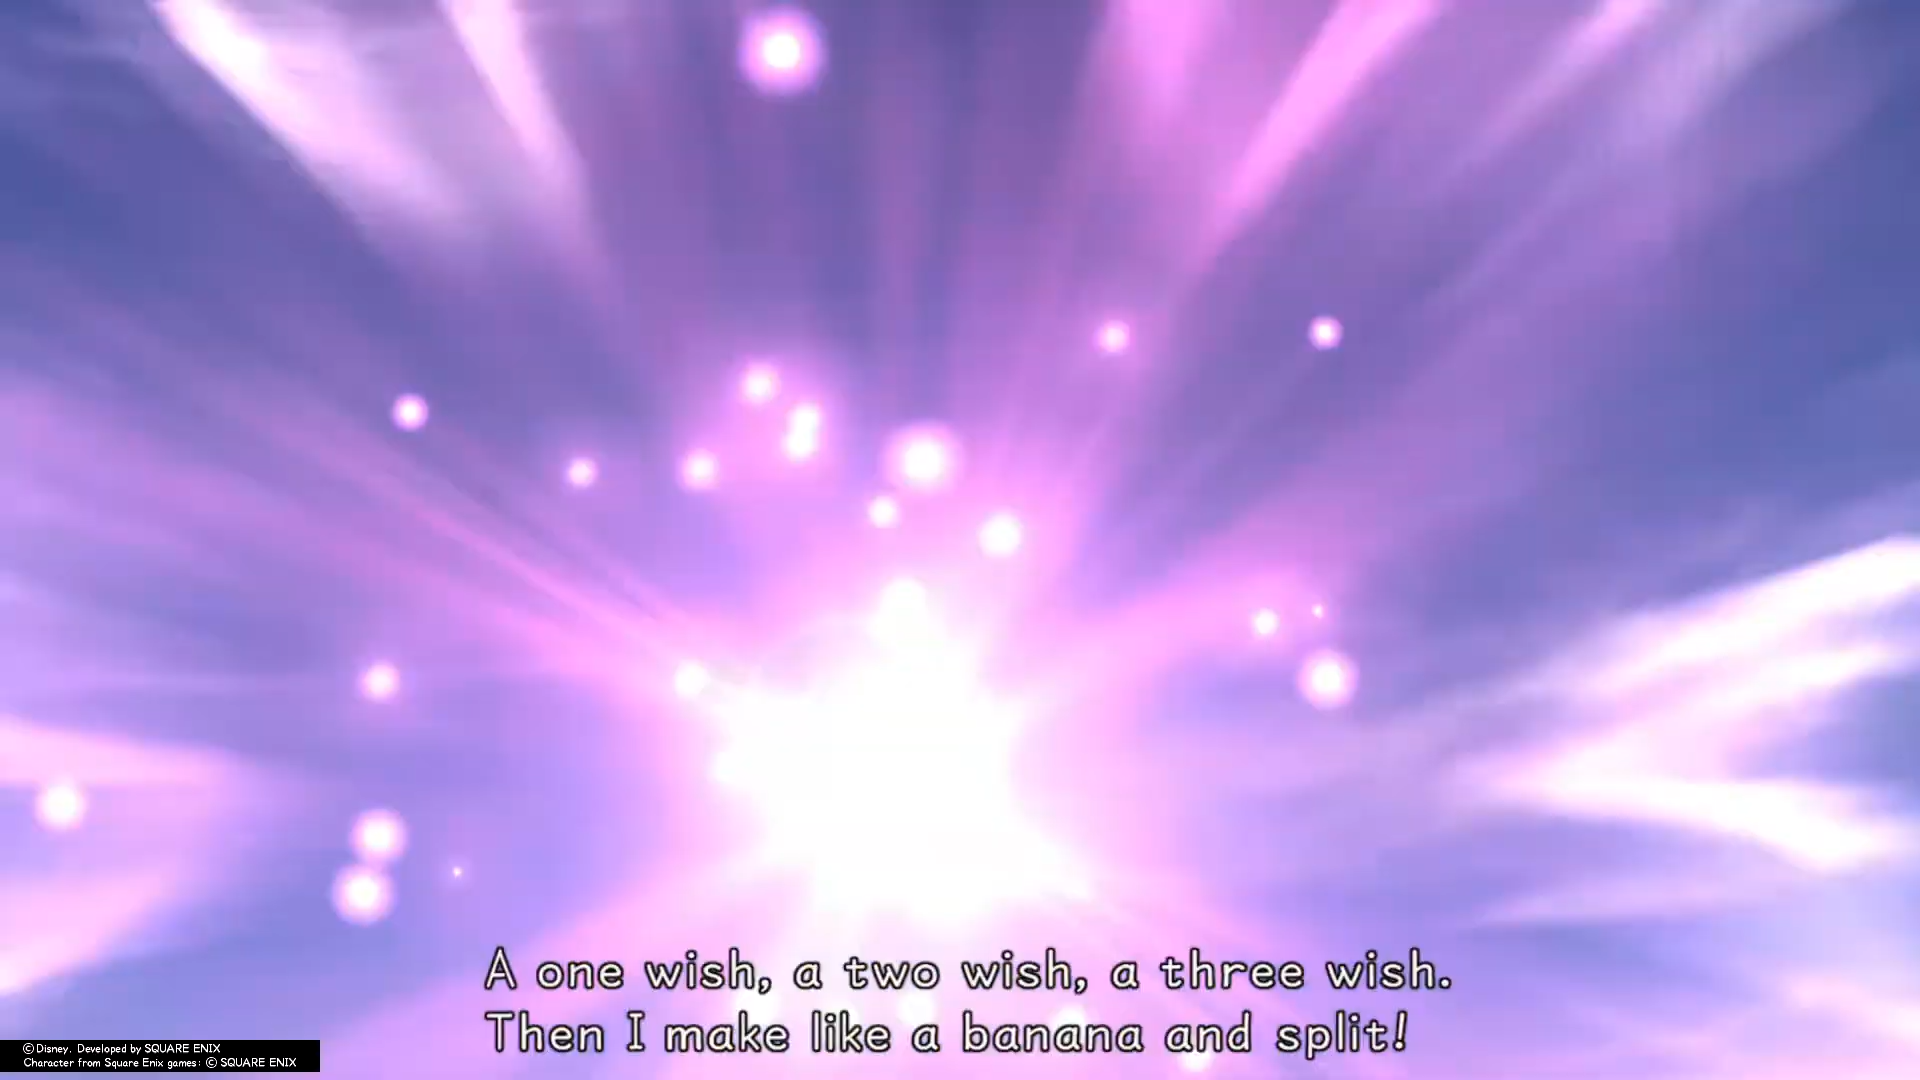 A one wish, a two wish, a three wish.
Then I make like a banana and split!
©Disney. Developed by SQUARE ENIX
Character from Square Enix games: © SQUARE ENIX